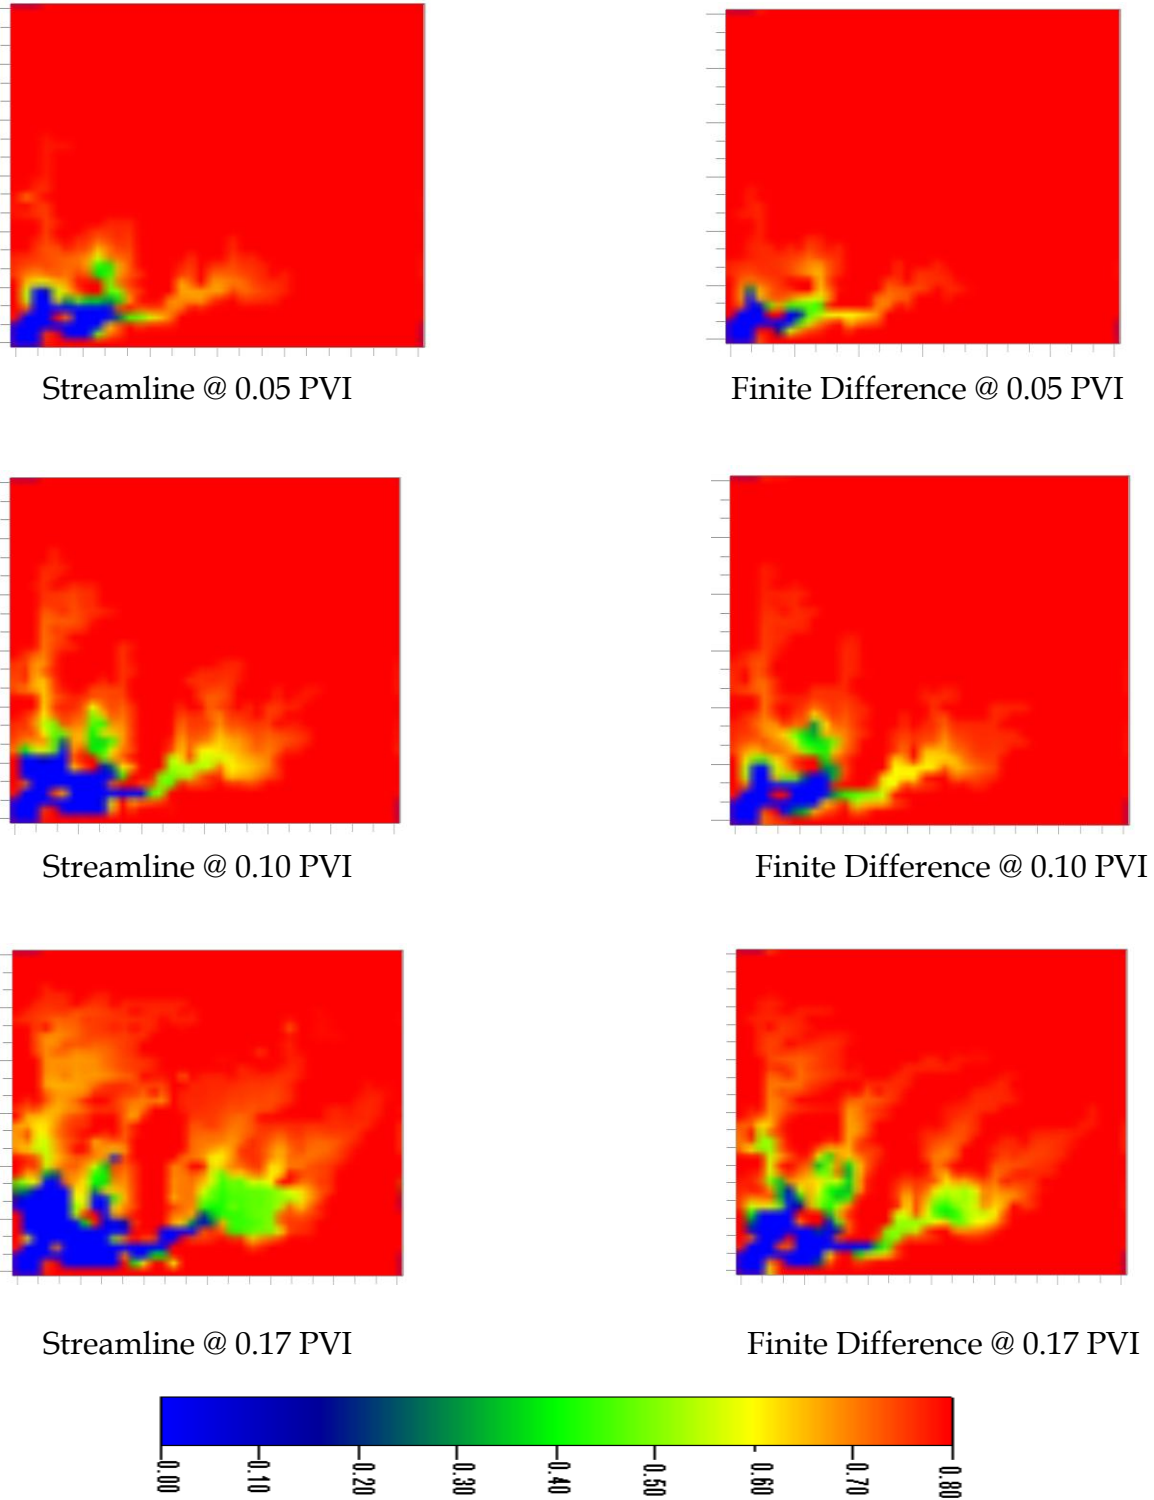 Streamline @ 0.05 PVI
Finite Difference @ 0.05 PVI
Streamline @ 0.10 PVI
Finite Difference @ 0.10 PVI
Streamline @ 0.17 PVI
Finite Difference @ 0.17 PVI
0.00
0.10
0.20
0.30
0.40
0.50
0.60
0.70
0.80